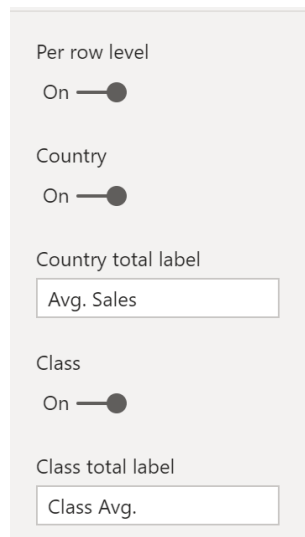 Per row level
On
Country
On
Country total label
Avg. Sales
Class
On
Class total label
Class Avg.